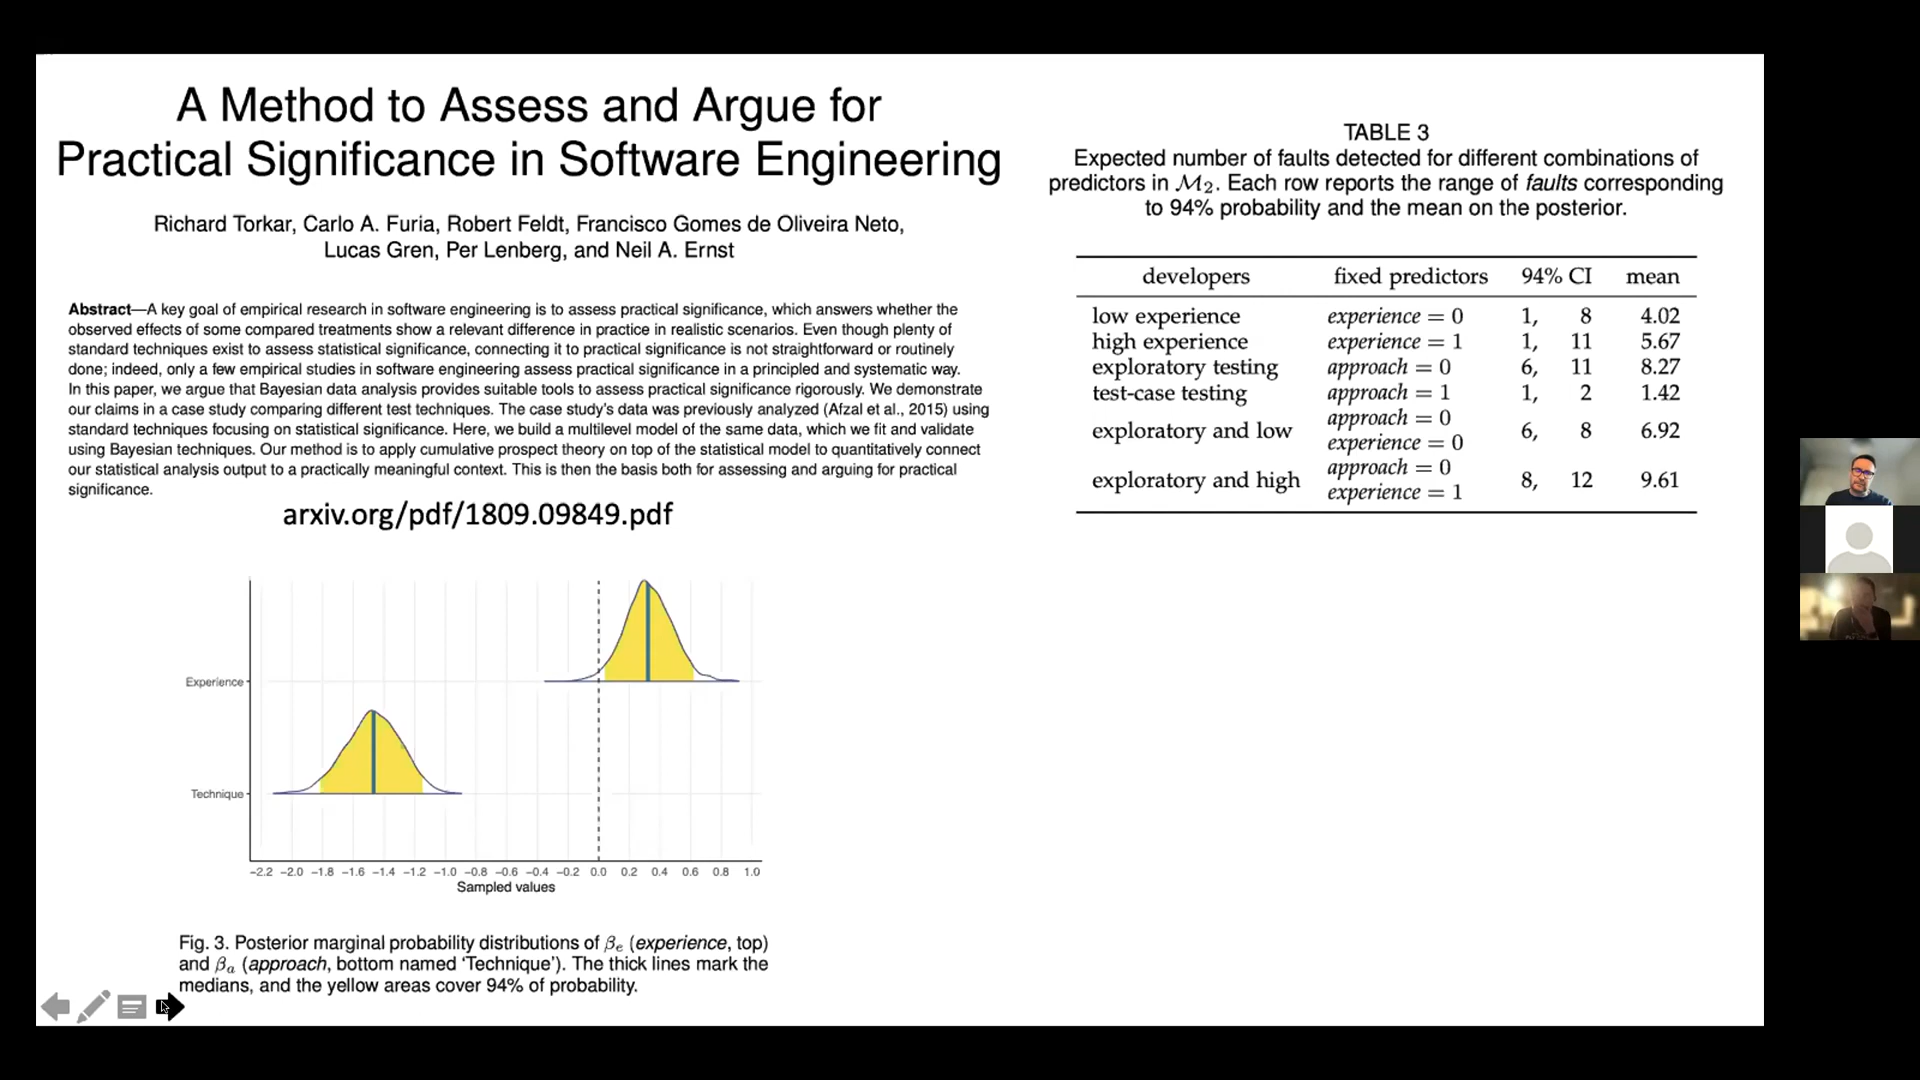 A Method to Assess and Argue for
Practical Significance in Software Engineering
Richard Torkar, Carlo A. Furia, Robert Feldt, Francisco Gomes de Oliveira Neto,
Lucas Gren, Per Lenberg, and Neil A. Ernst
Abstract—A key goal of empirical research in software engineering is to assess practical significance, which answers whether the
observed effects of some compared treatments show a relevant difference in practice in realistic scenarios. Even though plenty of
standard techniques exist to assess statistical significance, connecting it to practical significance is not straightforward or routinely
done; indeed, only a few empirical studies in software engineering assess practical significance in a principled and systematic way.
In this paper, we argue that Bayesian data analysis provides suitable tools to assess practical significance rigorously. We demonstrate
our claims in a case study comparing different test techniques. The case study's data was previously analyzed (Afzal et al., 2015) using
standard techniques focusing on statistical significance. Here, we build a multilevel model of the same data, which we fit and validate
using Bayesian techniques. Our method is to apply cumulative prospect theory on top of the statistical model to quantitatively connect
our statistical analysis output to a practically meaningful context. This is then the basis both for assessing and arguing for practical
significance.
arxiv.org/pdf/1809.09849.pdf
Experience
Technique
−2.2 −2.0 −1.8 −1.6 −1.4 −1.2 −1.0 −0.8 −0.6 −0.4 −0.2 0.0 0.2 0.4 0.6 0.8 1.0
Sampled values
Fig. 3. Posterior marginal probability distributions of βe (experience, top)
and βa (approach, bottom named 'Technique'). The thick lines mark the
medians, and the yellow areas cover 94% of probability.
TABLE 3
Expected number of faults detected for different combinations of
predictors in M2. Each row reports the range of faults corresponding
to 94% probability and the mean on the posterior.
developers fixed predictors 94% CI mean
low experience experience = 0 1, 8 4.02
high experience experience = 1 1, 11 5.67
exploratory testing approach = 0 6, 11 8.27
test-case testing approach = 1 1, 2 1.42
approach = 0
exploratory and low 6, 8 6.92
experience = 0
approach = 0
exploratory and high 8, 12 9.61
experience = 1